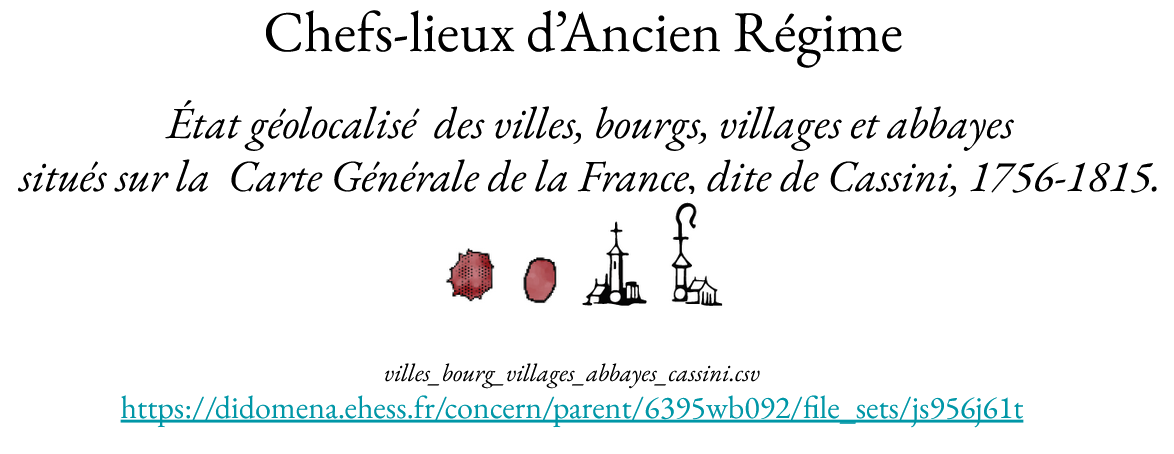 Chefs-lieux d’Ancien Régime
État géolocalisé des villes, bourgs, villages et abbayes
situés sur la Carte Générale de la France, dite de Cassini, 1756-1815.
villes_bourg_villages_abbayes_cassini.csv
https://didomena.ehess.fr/concern/parent/6395wb092/file_sets/js956j61t